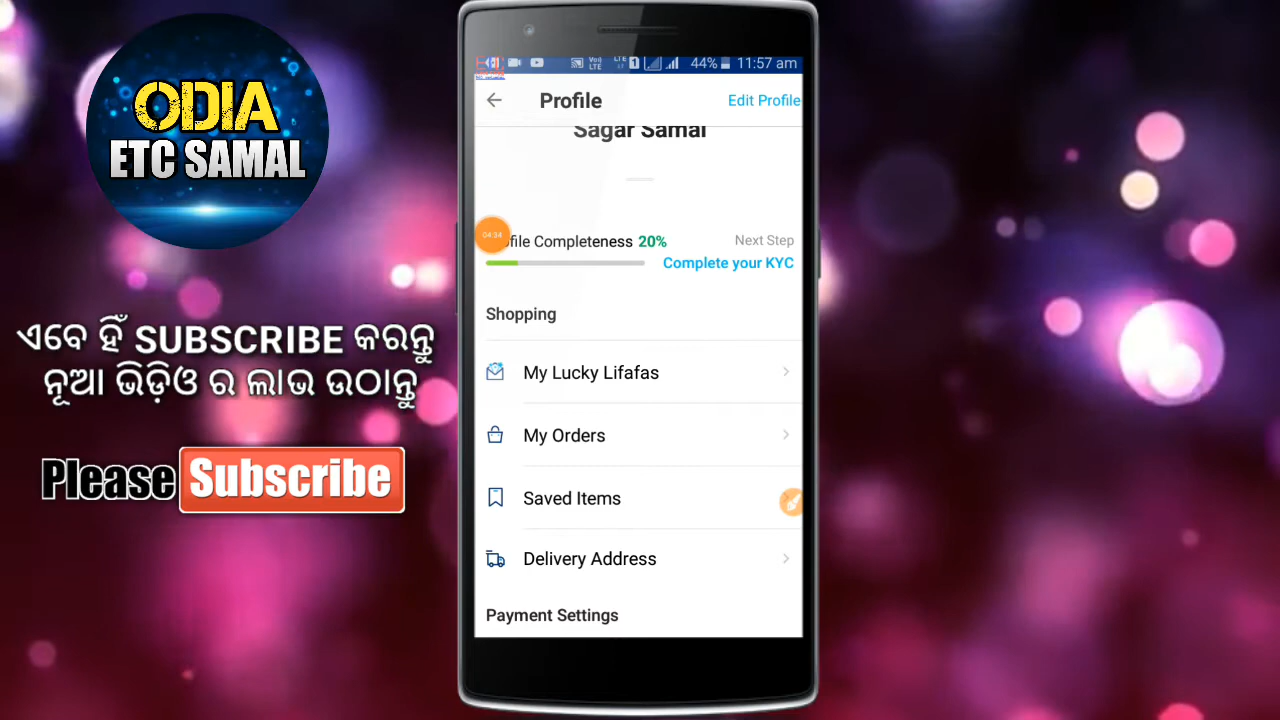 ODIA
ETC SAMAL
ଏବେ ହିଁ SUBSCRIBE କରନ୍ତୁ
ନୂଆ ଭିଡ଼ିଓ ର ଲାଭ ଉଠାନ୍ତୁ
Please Subscribe
44% 11:57 am
Profile
Edit Profile
Sagar Samal
04:34
file Completeness 20%
Next Step
Complete your KYC
Shopping
My Lucky Lifafas
My Orders
Saved Items
Delivery Address
Payment Settings